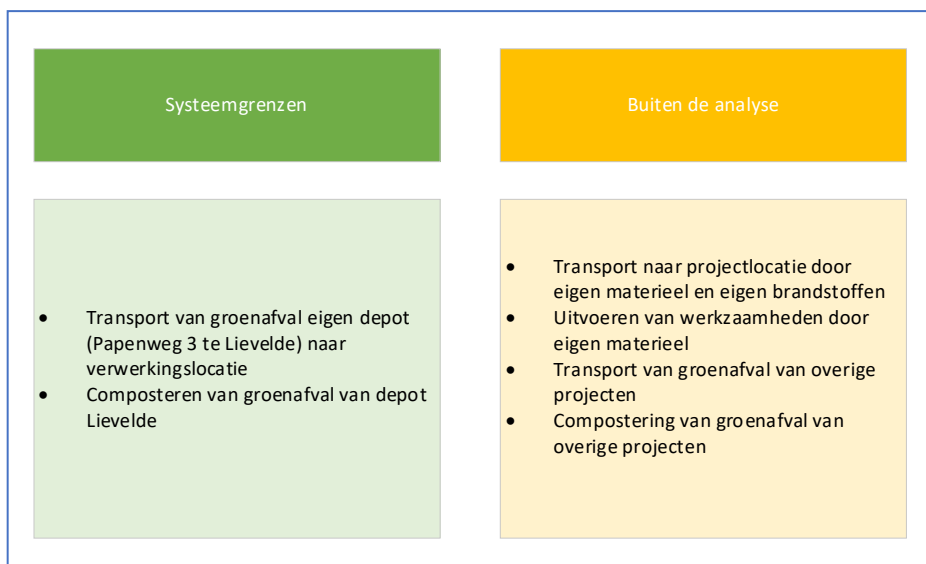 Systeemgrenzen
Buiten de analyse
• Transport van groenafval eigen depot
(Papenweg 3 te Lievelde) naar
verwerkingslocatie
• Composteren van groenafval van depot
Lievelde
• Transport naar projectlocatie door
eigen materieel en eigen brandstoffen
• Uitvoeren van werkzaamheden door
eigen materieel
• Transport van groenafval van overige
projecten
• Compostering van groenafval van
overige projecten